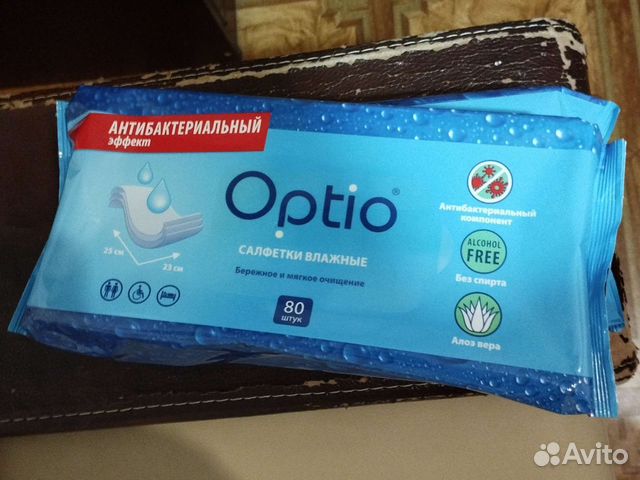 АНТИБАКТЕРИАЛЬНЫЙ
эффект
Optio®
САЛФЕТКИ ВЛАЖНЫЕ
Бережное и мягкое очищение
80
штук
25 см
23 см
Антибактериальный
компонент
ALCOHOL
FREE
Без спирта
Алоэ вера
Avito